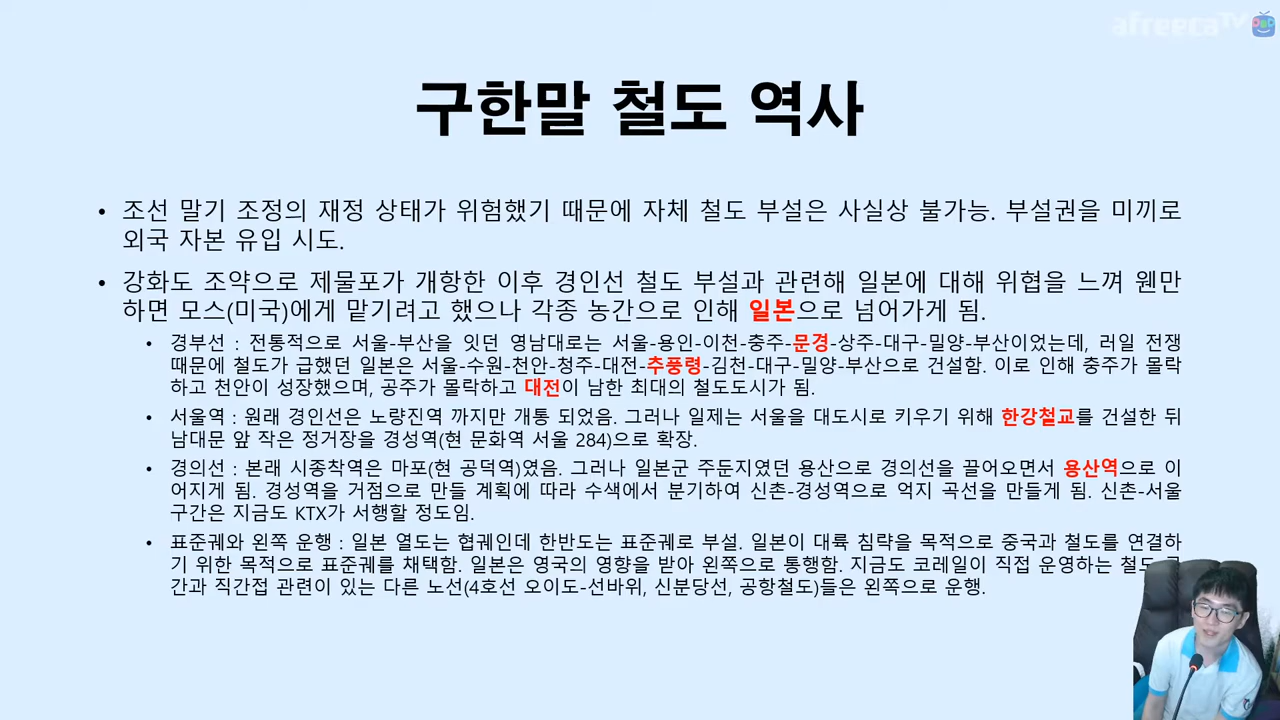 afreecaTV
구한말 철도 역사
• 조선 말기 조정의 재정 상태가 위험했기 때문에 자체 철도 부설은 사실상 불가능. 부설권을 미끼로
외국 자본 유입 시도.
• 강화도 조약으로 제물포가 개항한 이후 경인선 철도 부설과 관련해 일본에 대해 위협을 느껴 웬만
하면 모스(미국)에게 맡기려고 했으나 각종 농간으로 인해 일본으로 넘어가게 됨.
• 경부선 : 전통적으로 서울-부산을 잇던 영남대로는 서울-용인-이천-충주-문경-상주-대구-밀양-부산이었는데, 러일 전쟁
때문에 철도가 급했던 일본은 서울-수원-천안-청주-대전-추풍령-김천-대구-밀양-부산으로 건설함. 이로 인해 충주가 몰락
하고 천안이 성장했으며, 공주가 몰락하고 대전이 남한 최대의 철도도시가 됨.
• 서울역 : 원래 경인선은 노량진역 까지만 개통 되었음. 그러나 일제는 서울을 대도시로 키우기 위해 한강철교를 건설한 뒤
남대문 앞 작은 정거장을 경성역(현 문화역 서울 284)으로 확장.
• 경의선 : 본래 시종착역은 마포(현 공덕역)였음. 그러나 일본군 주둔지였던 용산으로 경의선을 끌어오면서 용산역으로 이
어지게 됨. 경성역을 거점으로 만들 계획에 따라 수색에서 분기하여 신촌-경성역으로 억지 곡선을 만들게 됨. 신촌-서울
구간은 지금도 KTX가 서행할 정도임.
• 표준궤와 왼쪽 운행 : 일본 열도는 협궤인데 한반도는 표준궤로 부설. 일본이 대륙 침략을 목적으로 중국과 철도를 연결하
기 위한 목적으로 표준궤를 채택함. 일본은 영국의 영향을 받아 왼쪽으로 통행함. 지금도 코레일이 직접 운영하는 철도
간과 직간접 관련이 있는 다른 노선(4호선 오이도-선바위, 신분당선, 공항철도)들은 왼쪽으로 운행.